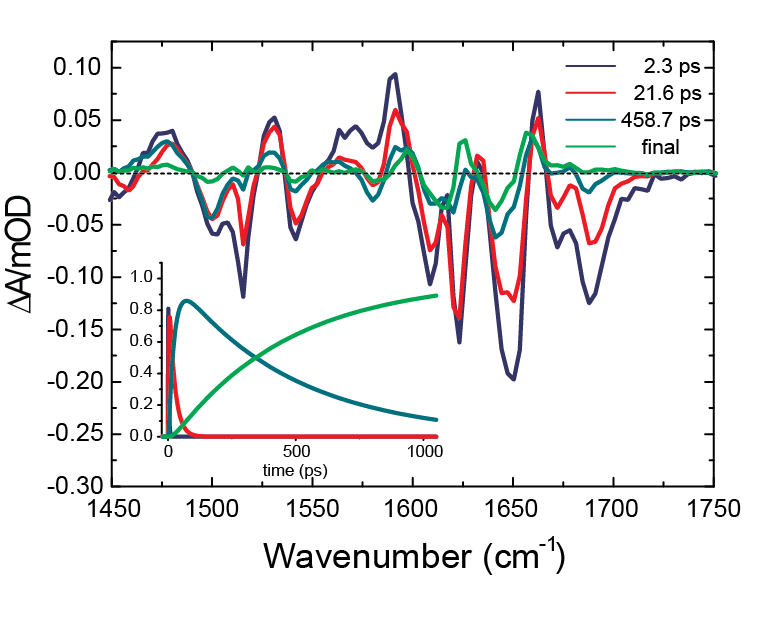 0.10
0.05
0.00
-0.05
-0.10
-0.15
-0.20
-0.25
-0.30
ΔA/mOD
2.3 ps
21.6 ps
458.7 ps
final
1.0
0.8
0.6
0.4
0.2
0.0
0 500 1000
time (ps)
1450 1500 1550 1600 1650 1700 1750
Wavenumber (cm⁻¹)